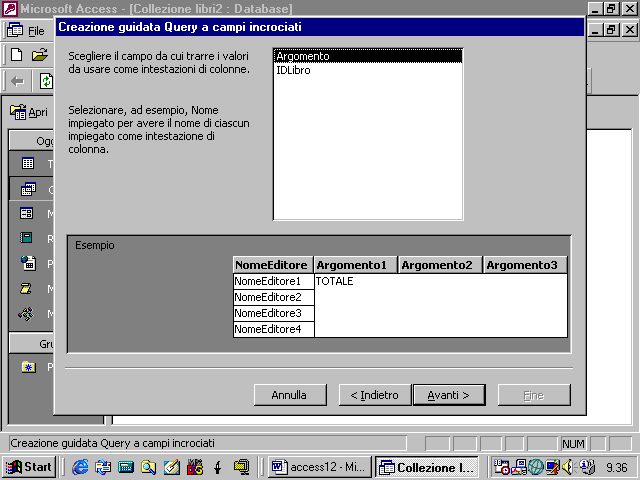 Microsoft Access - [Collezione libri2 : Database]
File
Creazione guidata Query a campi incrociati
Scegliere il campo da cui trarre i valori
da usare come intestazioni di colonne.
Selezionare, ad esempio, Nome
impiegato per avere il nome di ciascun
impiegato come intestazione di
colonna.
Argomento
IDLibro
Apri
Ogg
T
Q
M
R
P
M
M
Gru
P
Esempio
NomeEditore Argomento1 Argomento2 Argomento3
NomeEditore1 TOTALE
NomeEditore2
NomeEditore3
NomeEditore4
Annulla < Indietro Avanti > Fine
Creazione guidata Query a campi incrociati NUM
Start access12 - Mi... Collezione l... 9.36